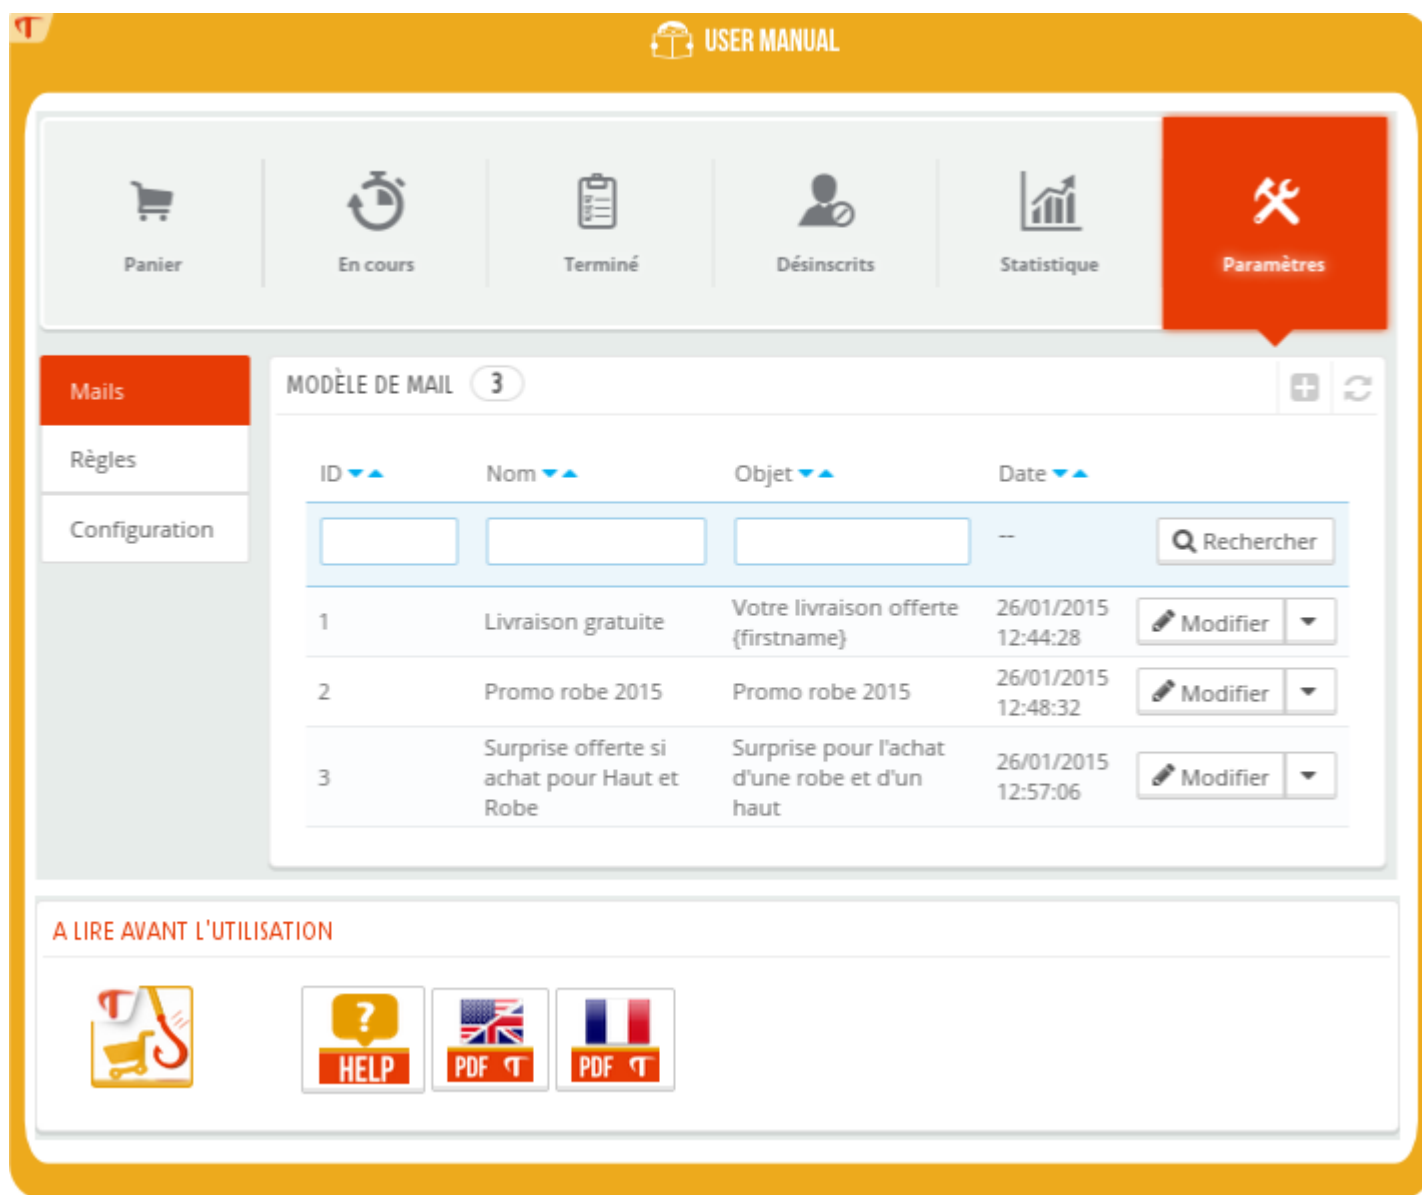 USER MANUAL
Panier
En cours
Terminé
Désinscrits
Statistique
Paramètres
Mails
Règles
Configuration
MODÈLE DE MAIL 3
ID Nom Objet Date
-- Rechercher
1 Livraison gratuite Votre livraison offerte {firstname} 26/01/2015 12:44:28 Modifier
2 Promo robe 2015 Promo robe 2015 26/01/2015 12:48:32 Modifier
3 Surprise offerte si achat pour Haut et Robe Surprise pour l'achat d'une robe et d'un haut 26/01/2015 12:57:06 Modifier
A LIRE AVANT L'UTILISATION
?
HELP
PDF
PDF